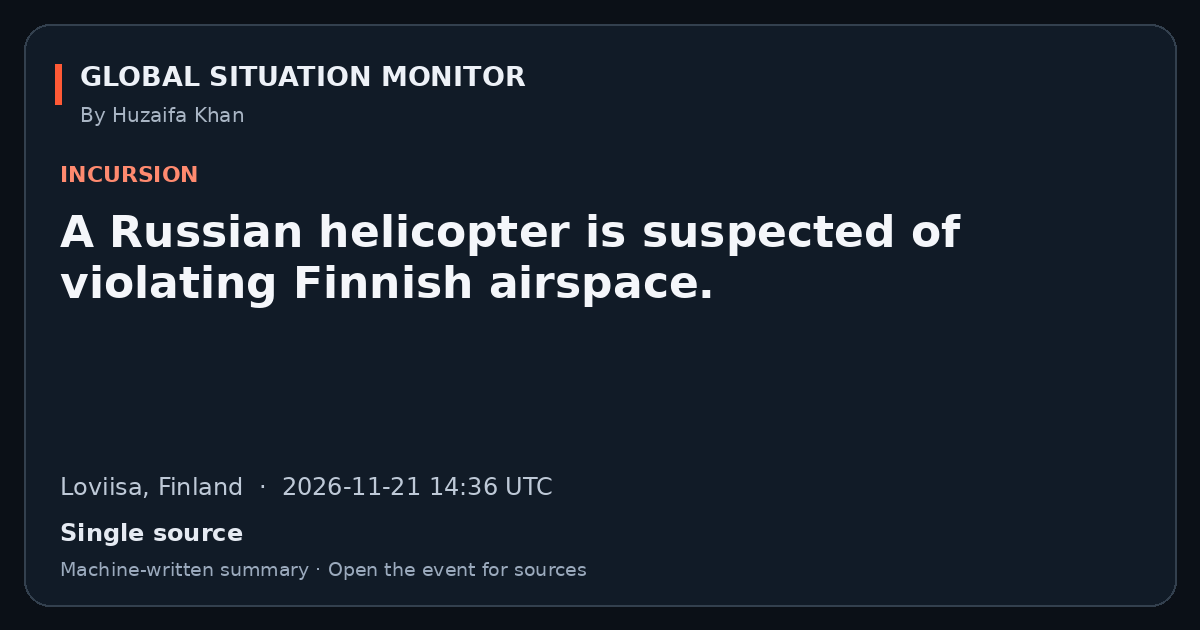 GLOBAL SITUATION MONITOR
By Huzaifa Khan
INCURSION
A Russian helicopter is suspected of
violating Finnish airspace.
Loviisa, Finland · 2026-11-21 14:36 UTC
Single source
Machine-written summary · Open the event for sources